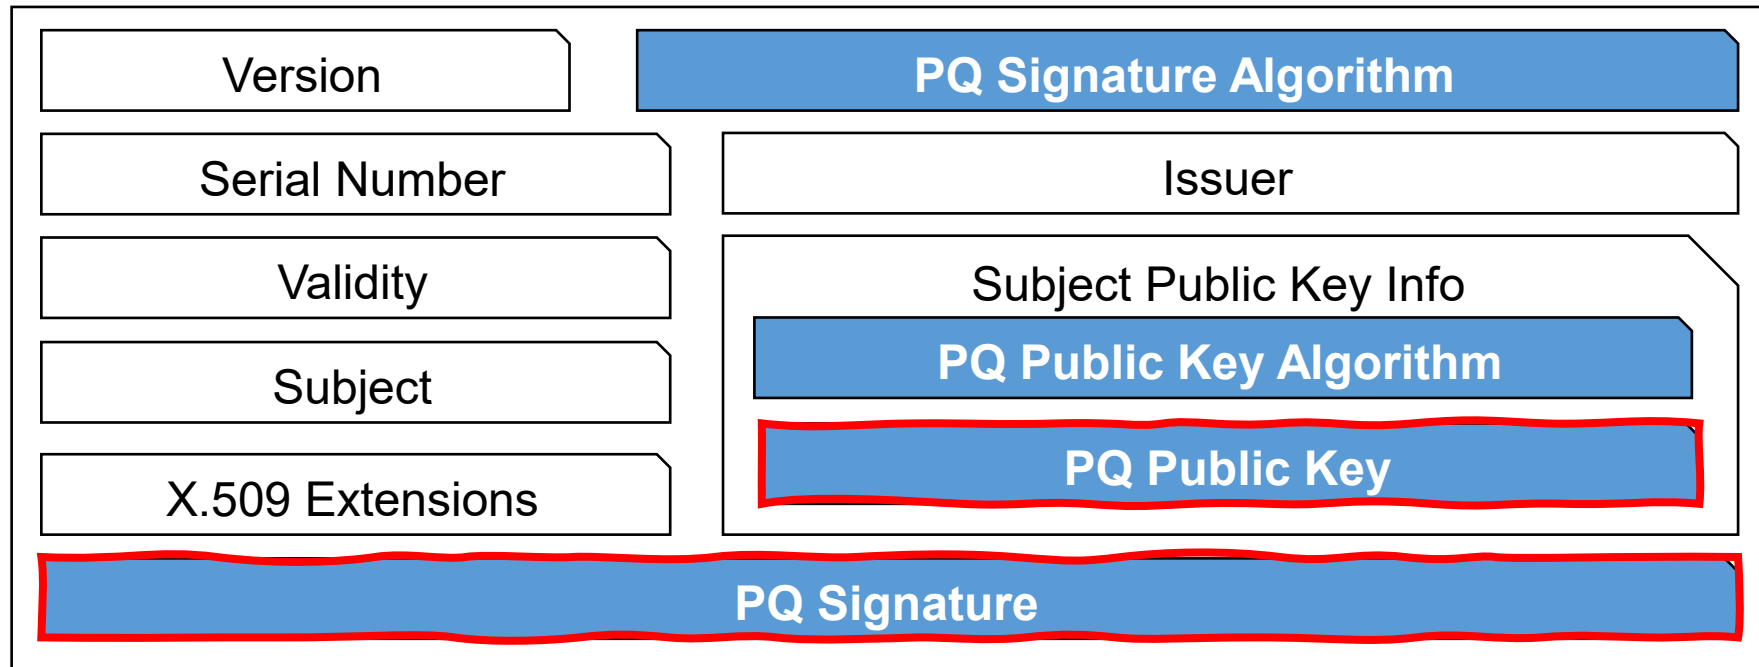 Version
PQ Signature Algorithm
Serial Number
Issuer
Validity
Subject Public Key Info
PQ Public Key Algorithm
Subject
PQ Public Key
X.509 Extensions
PQ Signature